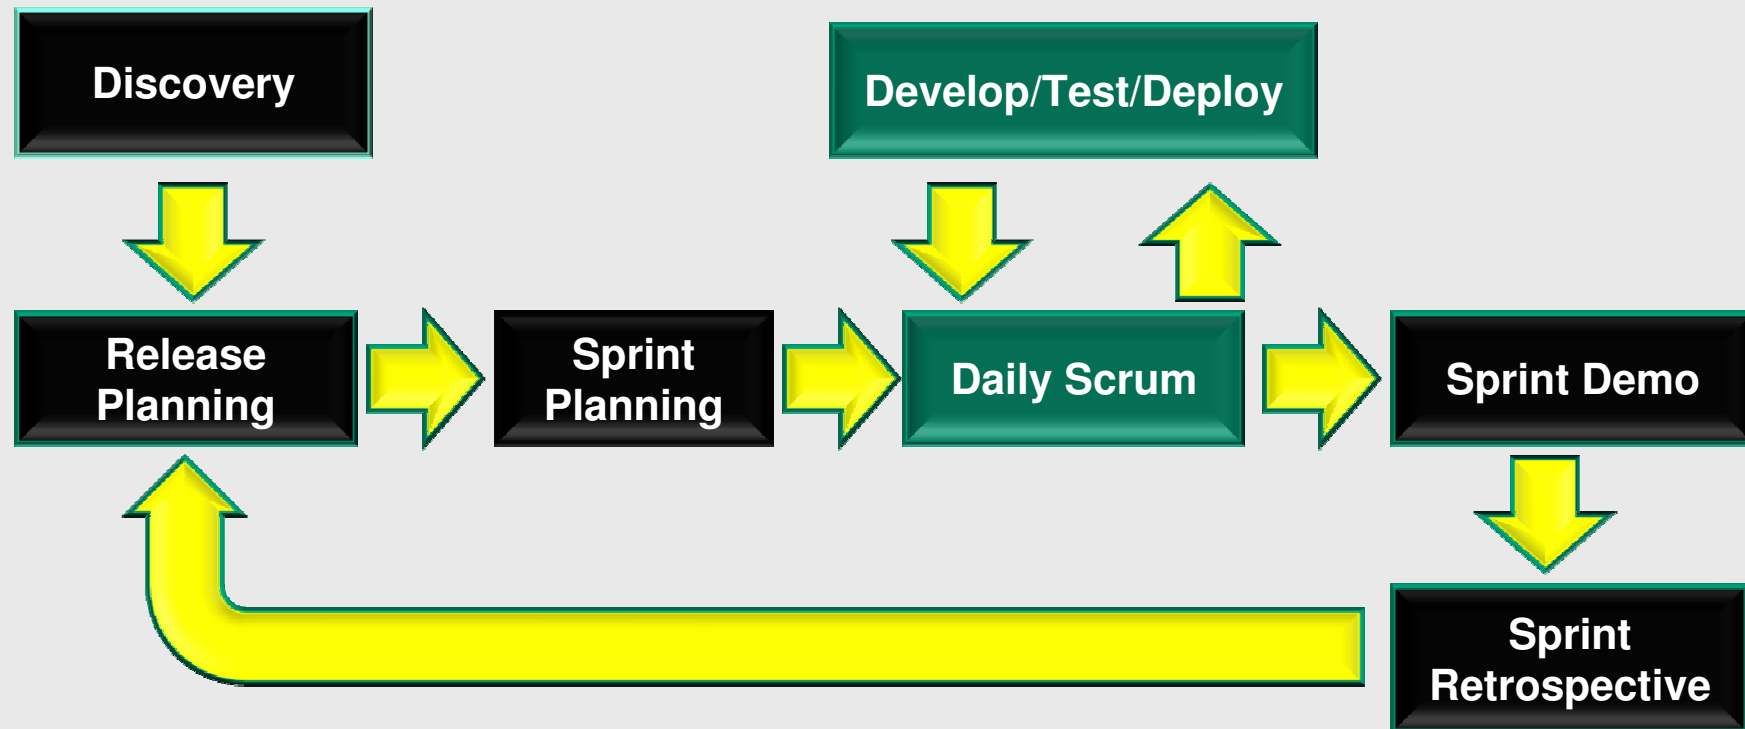 Discovery
Develop/Test/Deploy
Release
Planning
Sprint
Planning
Daily Scrum
Sprint Demo
Sprint
Retrospective